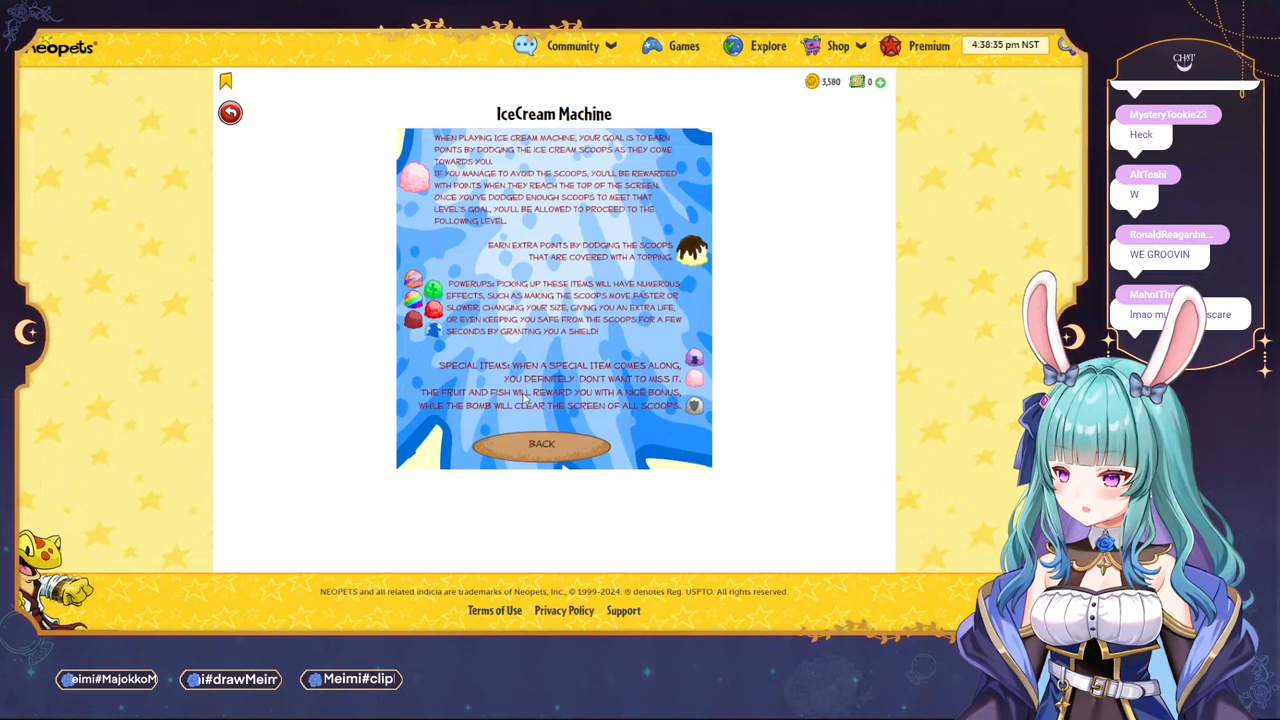 neopets
Community
Games
Explore
Shop
Premium
4:38:35 pm NST
3,580
0
IceCream Machine
WHEN PLAYING ICE CREAM MACHINE, YOUR GOAL IS TO EARN
POINTS BY DODGING THE ICE CREAM SCOOPS AS THEY COME
TOWARDS YOU.
IF YOU MANAGE TO AVOID THE SCOOPS, YOU'LL BE REWARDED
WITH POINTS WHEN THEY REACH THE TOP OF THE SCREEN.
ONCE YOU'VE DODGED ENOUGH SCOOPS TO MEET THAT
LEVEL'S GOAL, YOU'LL BE ALLOWED TO PROCEED TO THE
FOLLOWING LEVEL.
EARN EXTRA POINTS BY DODGING THE SCOOPS
THAT ARE COVERED WITH A TOPPING.
POWERUPS: PICKING UP THESE ITEMS WILL HAVE NUMEROUS
EFFECTS, SUCH AS MAKING THE SCOOPS MOVE FASTER OR
SLOWER, CHANGING YOUR SIZE, GIVING YOU AN EXTRA LIFE,
OR EVEN KEEPING YOU SAFE FROM THE SCOOPS FOR A FEW
SECONDS BY GRANTING YOU A SHIELD!
SPECIAL ITEMS: WHEN A SPECIAL ITEM COMES ALONG,
YOU DEFINITELY DON'T WANT TO MISS IT.
THE FRUIT AND FISH WILL REWARD YOU WITH A NICE BONUS,
WHILE THE BOMB WILL CLEAR THE SCREEN OF ALL SCOOPS.
BACK
NEOPETS and all related indicia are trademarks of Neopets, Inc., © 1999-2024. ® denotes Reg. USPTO. All rights reserved.
Terms of Use
Privacy Policy
Support
CHAT
MysteryTookie23
Heck
AltToshi
W
RonaldReaganha...
WE GROOVIN
MahntTha
lmao mu scare
eimi#MajokkoM
ai#drawMeim
Meimi#clip